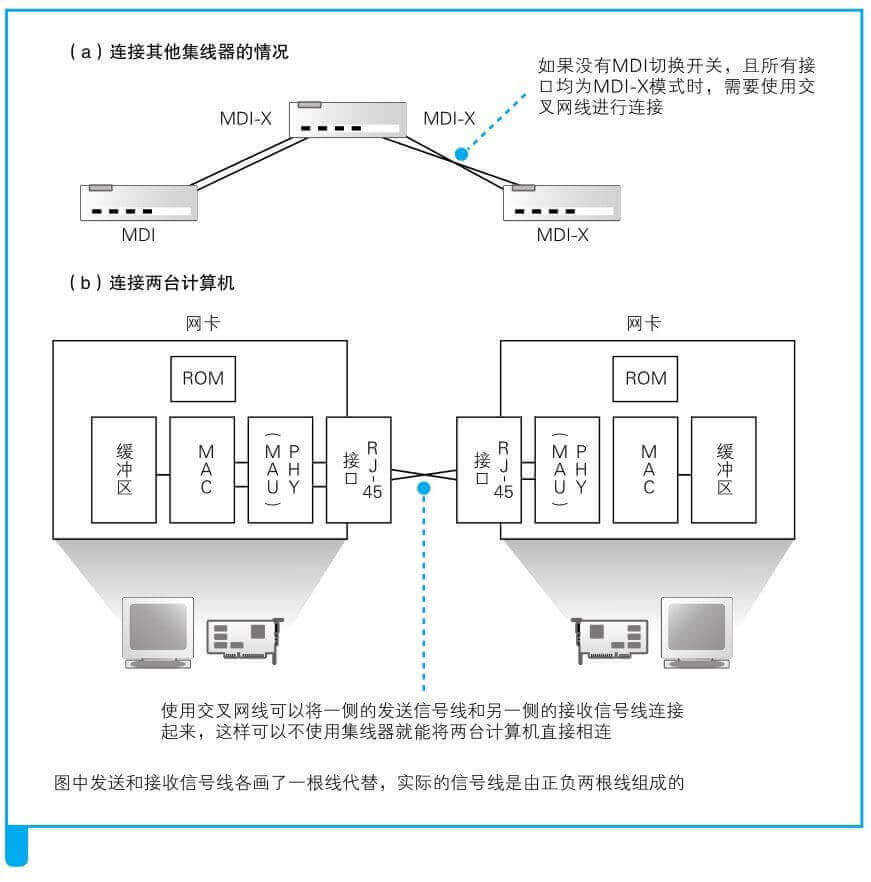 （a）连接其他集线器的情况
如果没有MDI切换开关，且所有接
口均为MDI-X模式时，需要使用交
叉网线进行连接
MDI-X
MDI-X
MDI
MDI-X
（b）连接两台计算机
网卡
网卡
ROM
ROM
缓冲区
MAC
PHY
（MAU）
RJ-45
接口
RJ-45
接口
PHY
（MAU）
MAC
缓冲区
使用交叉网线可以将一侧的发送信号线和另一侧的接收信号线连接
起来，这样可以不使用集线器就能将两台计算机直接相连
图中发送和接收信号线各画了一根线代替，实际的信号线是由正负两根线组成的